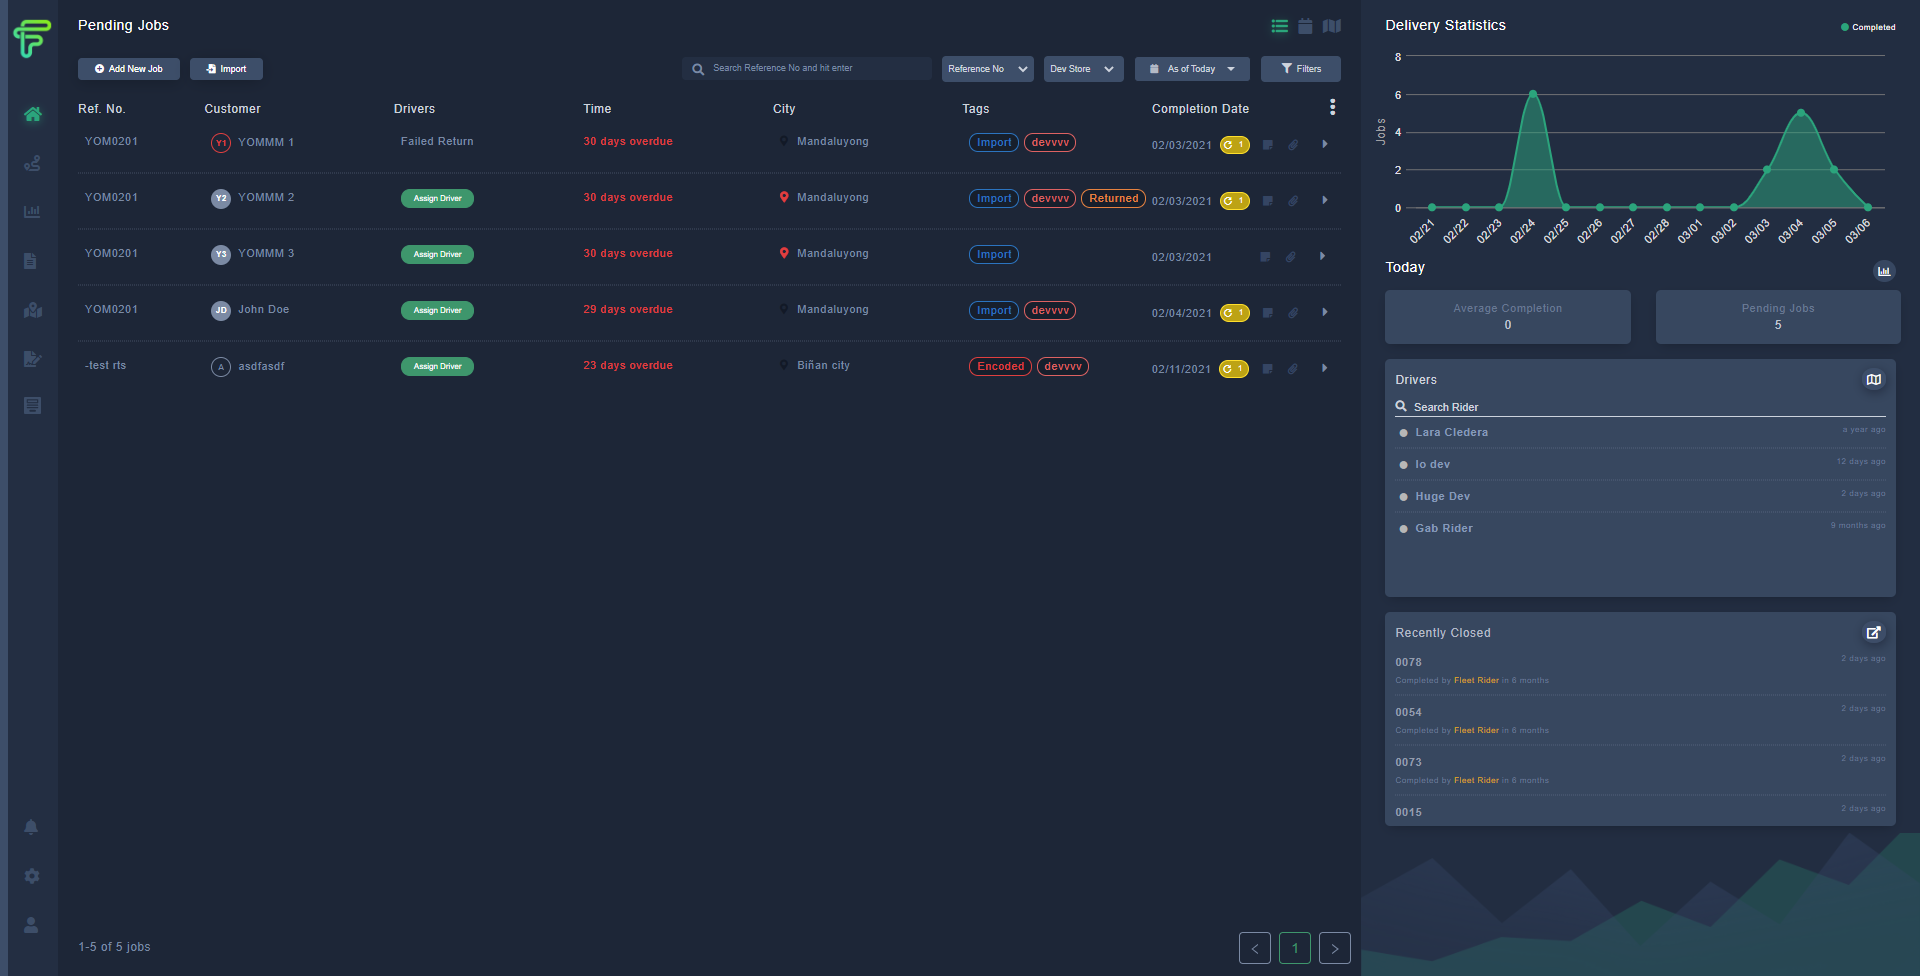 Pending Jobs
Add New Job
Import
Search Reference No and hit enter
Reference No
Dev Store
As of Today
Filters
Ref. No. Customer Drivers Time City Tags Completion Date
YOM0201 Y1 YOMMM 1 Failed Return 30 days overdue Mandaluyong Import devvvv 02/03/2021 1
YOM0201 Y2 YOMMM 2 Assign Driver 30 days overdue Mandaluyong Import devvvv Returned 02/03/2021 1
YOM0201 Y3 YOMMM 3 Assign Driver 30 days overdue Mandaluyong Import 02/03/2021
YOM0201 JD John Doe Assign Driver 29 days overdue Mandaluyong Import devvvv 02/04/2021 1
-test rts A asdfasdf Assign Driver 23 days overdue Biñan city Encoded devvvv 02/11/2021 1
1-5 of 5 jobs
< 1 >
Delivery Statistics
Completed
Jobs
8
6
4
2
0
02/21 02/22 02/23 02/24 02/25 02/26 02/27 02/28 03/01 03/02 03/03 03/04 03/05 03/06
Today
Average Completion
0
Pending Jobs
5
Drivers
Search Rider
Lara Cledera a year ago
Io dev 12 days ago
Huge Dev 2 days ago
Gab Rider 9 months ago
Recently Closed
0078 2 days ago
Completed by Fleet Rider in 6 months
0054 2 days ago
Completed by Fleet Rider in 6 months
0073 2 days ago
Completed by Fleet Rider in 6 months
0015 2 days ago